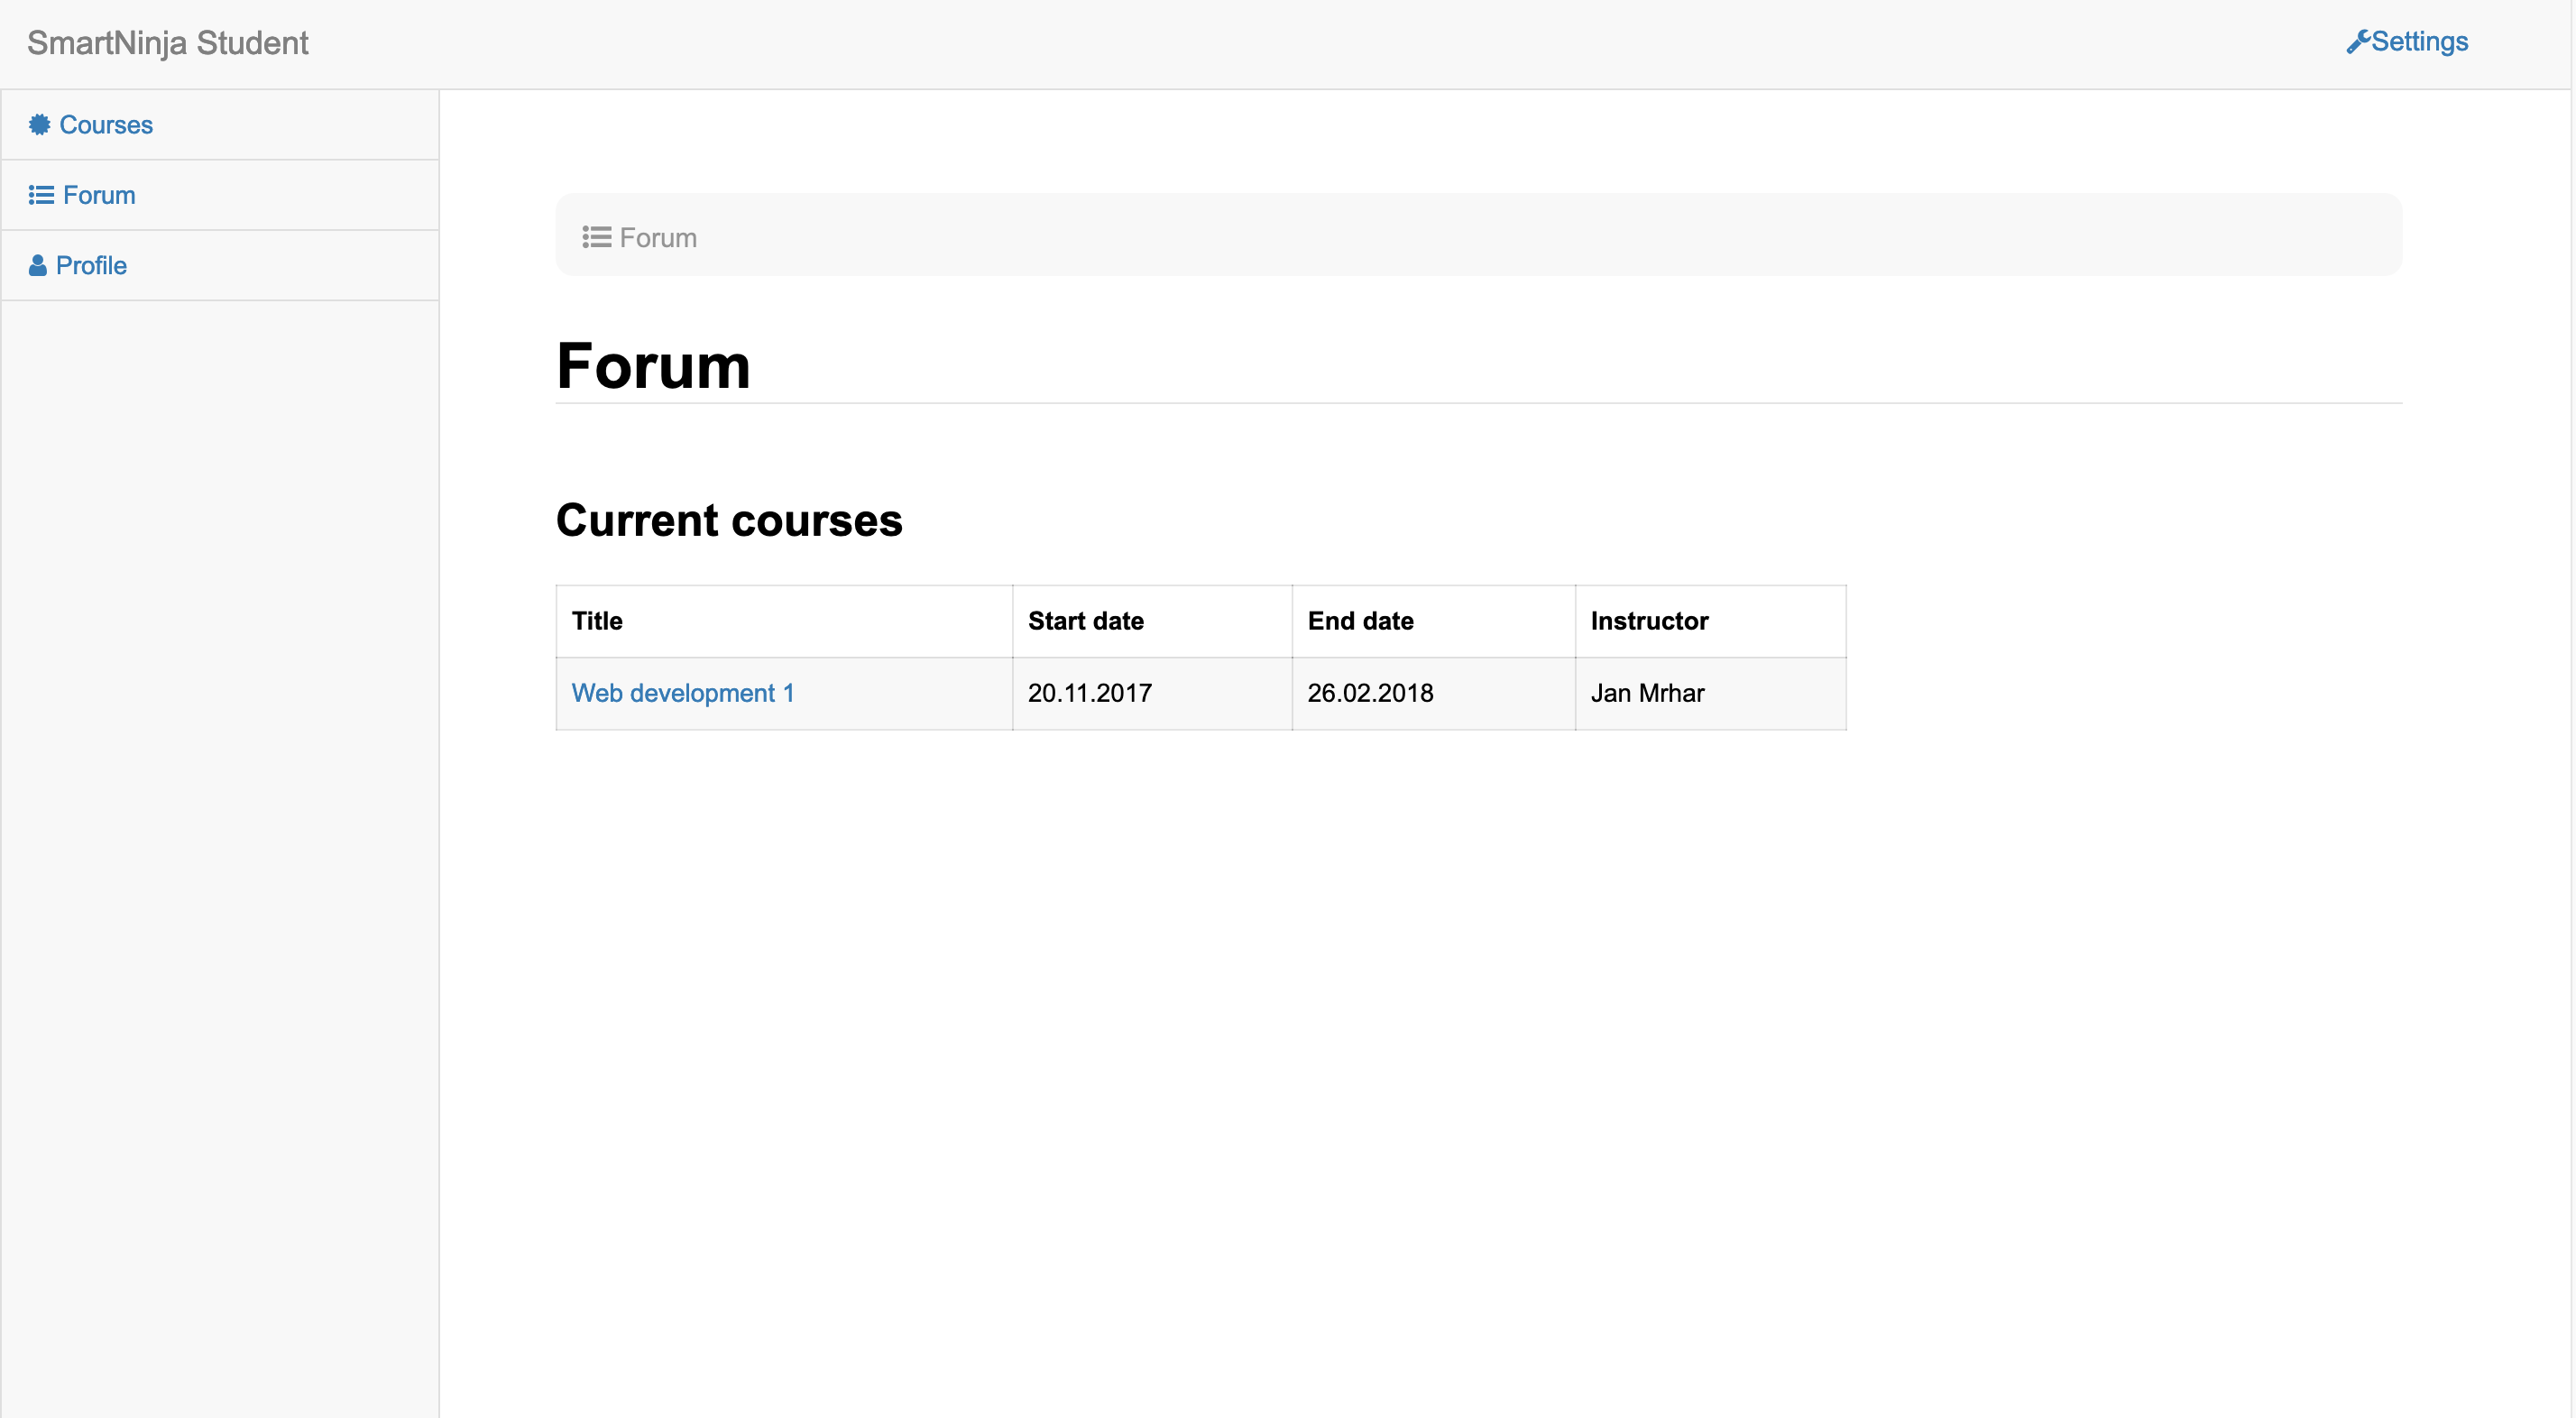 SmartNinja Student
Settings
Courses
Forum
Profile
Forum
Forum
Current courses
Title Start date End date Instructor
Web development 1 20.11.2017 26.02.2018 Jan Mrhar